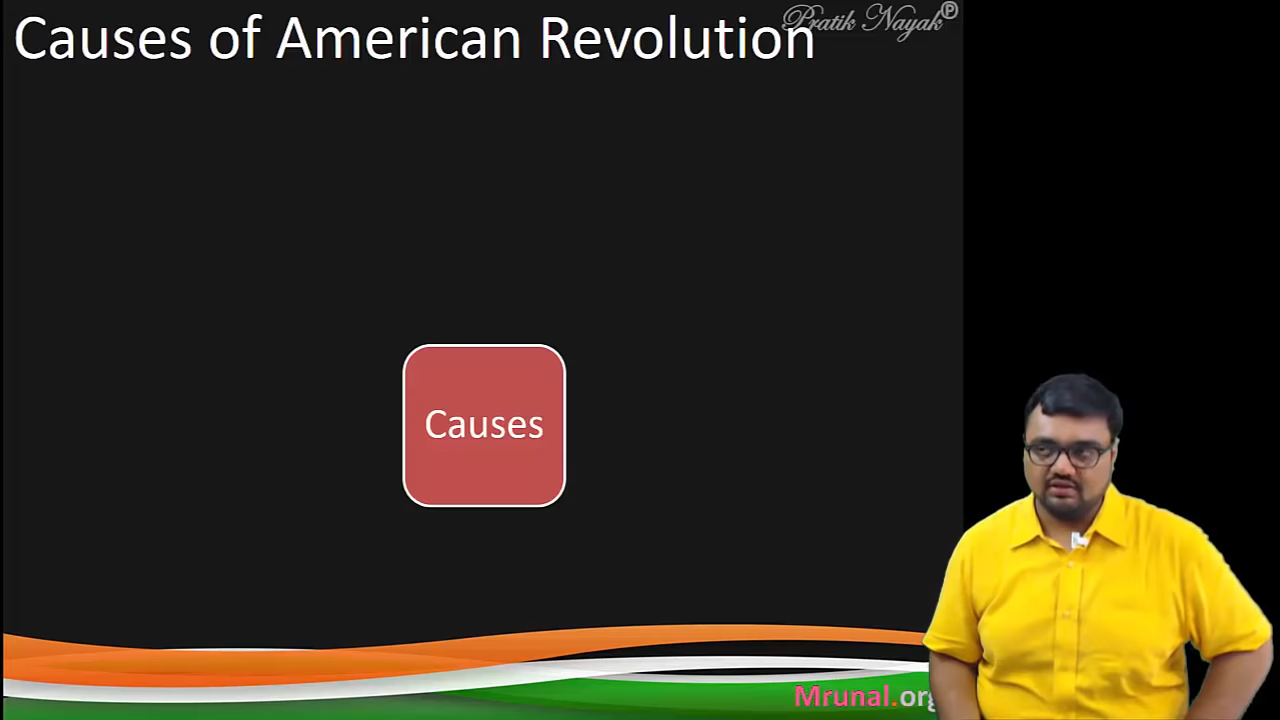 Causes of American Revolution
Pratik Nayak ℗
Causes
Mrunal.org